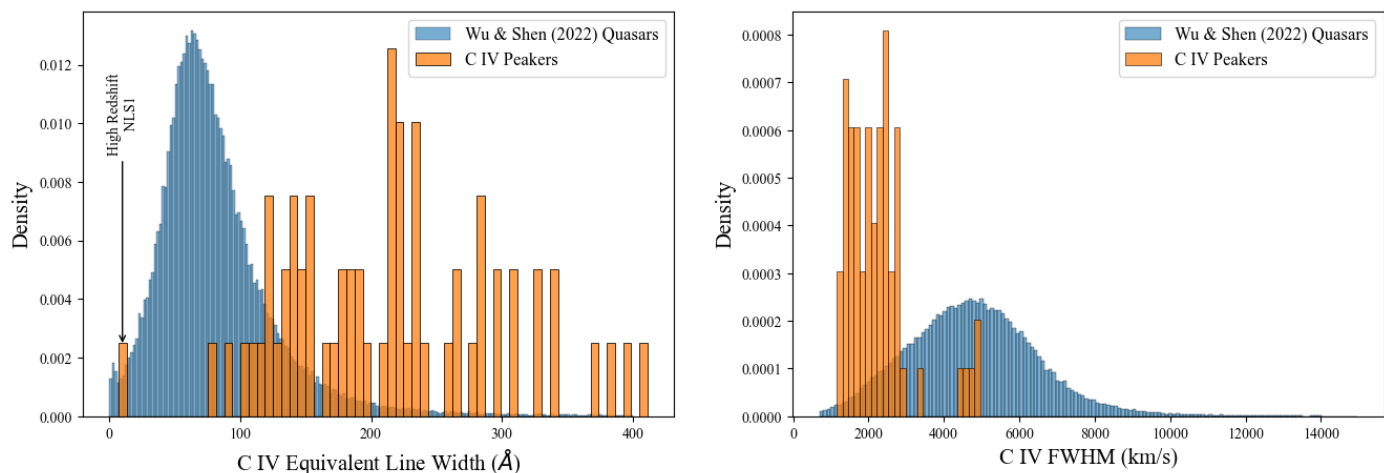 Wu & Shen (2022) Quasars
C IV Peakers
High Redshift
NLS1
Density
0.012
0.010
0.008
0.006
0.004
0.002
0.000
0
100
200
300
400
C IV Equivalent Line Width (Å)
Wu & Shen (2022) Quasars
C IV Peakers
Density
0.0008
0.0007
0.0006
0.0005
0.0004
0.0003
0.0002
0.0001
0.0000
0
2000
4000
6000
8000
10000
12000
14000
C IV FWHM (km/s)